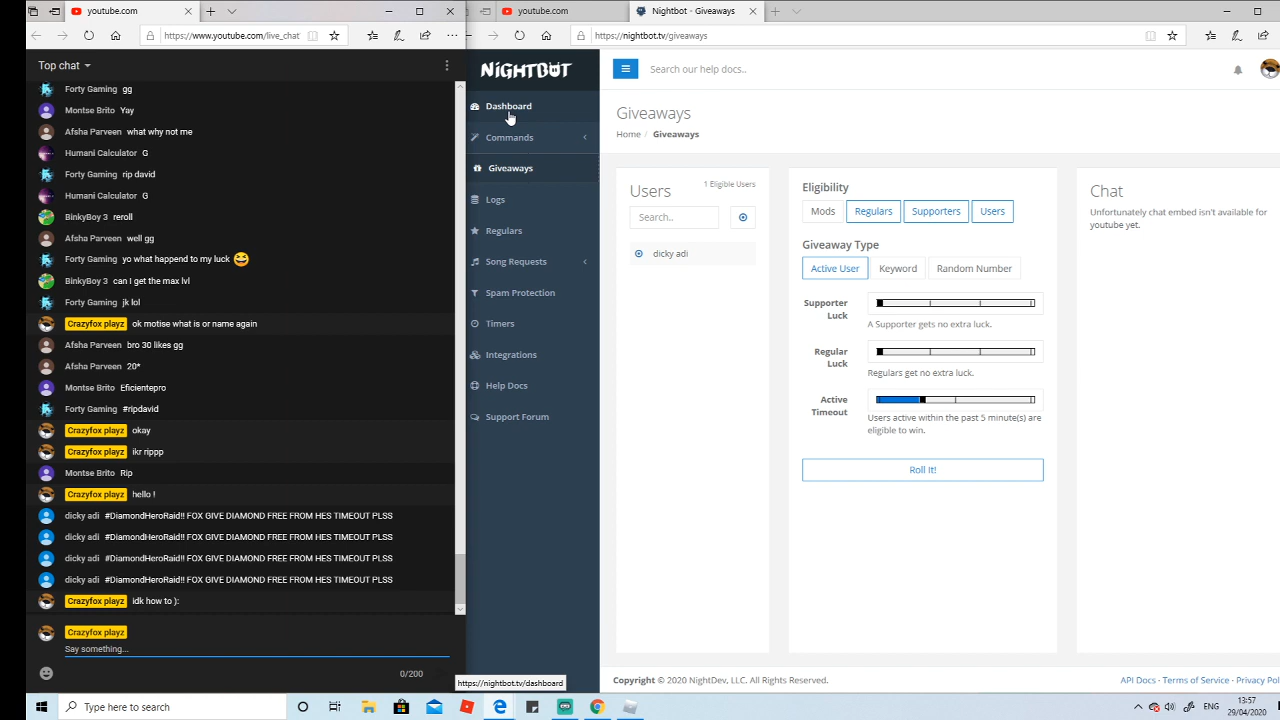 youtube.com
youtube.com
Nightbot - Giveaways
https://www.youtube.com/live_chat
https://nightbot.tv/giveaways
Top chat
Forty Gaming gg
Montse Brito Yay
Afsha Parveen what why not me
Humani Calculator G
Forty Gaming rip david
Humani Calculator G
BinkyBoy 3 reroll
Afsha Parveen well gg
Forty Gaming yo what happend to my luck
BinkyBoy 3 can I get the max lvl
Forty Gaming jk lol
Crazyfox playz ok motise what is or name again
Afsha Parveen bro 30 likes gg
Afsha Parveen 20*
Montse Brito Eficientepro
Forty Gaming #ripdavid
Crazyfox playz okay
Crazyfox playz ikr rippp
Montse Brito Rip
Crazyfox playz hello !
dicky adi #DiamondHeroRaid!! FOX GIVE DIAMOND FREE FROM HES TIMEOUT PLSS
dicky adi #DiamondHeroRaid!! FOX GIVE DIAMOND FREE FROM HES TIMEOUT PLSS
dicky adi #DiamondHeroRaid!! FOX GIVE DIAMOND FREE FROM HES TIMEOUT PLSS
dicky adi #DiamondHeroRaid!! FOX GIVE DIAMOND FREE FROM HES TIMEOUT PLSS
Crazyfox playz idk how to ):
Crazyfox playz
Say something...
0/200
NIGHTBOT
Dashboard
Commands
Giveaways
Logs
Regulars
Song Requests
Spam Protection
Timers
Integrations
Help Docs
Support Forum
https://nightbot.tv/dashboard
Search our help docs..
Giveaways
Home / Giveaways
Users
1 Eligible Users
Search..
dicky adi
Eligibility
Mods Regulars Supporters Users
Giveaway Type
Active User Keyword Random Number
Supporter Luck
A Supporter gets no extra luck.
Regular Luck
Regulars get no extra luck.
Active Timeout
Users active within the past 5 minute(s) are
eligible to win.
Roll It!
Chat
Unfortunately chat embed isn't available for
youtube yet.
Copyright © 2020 NightDev, LLC. All Rights Reserved.
API Docs - Terms of Service - Privacy Pol
Type here to search
ENG
13:57
29/04/2020